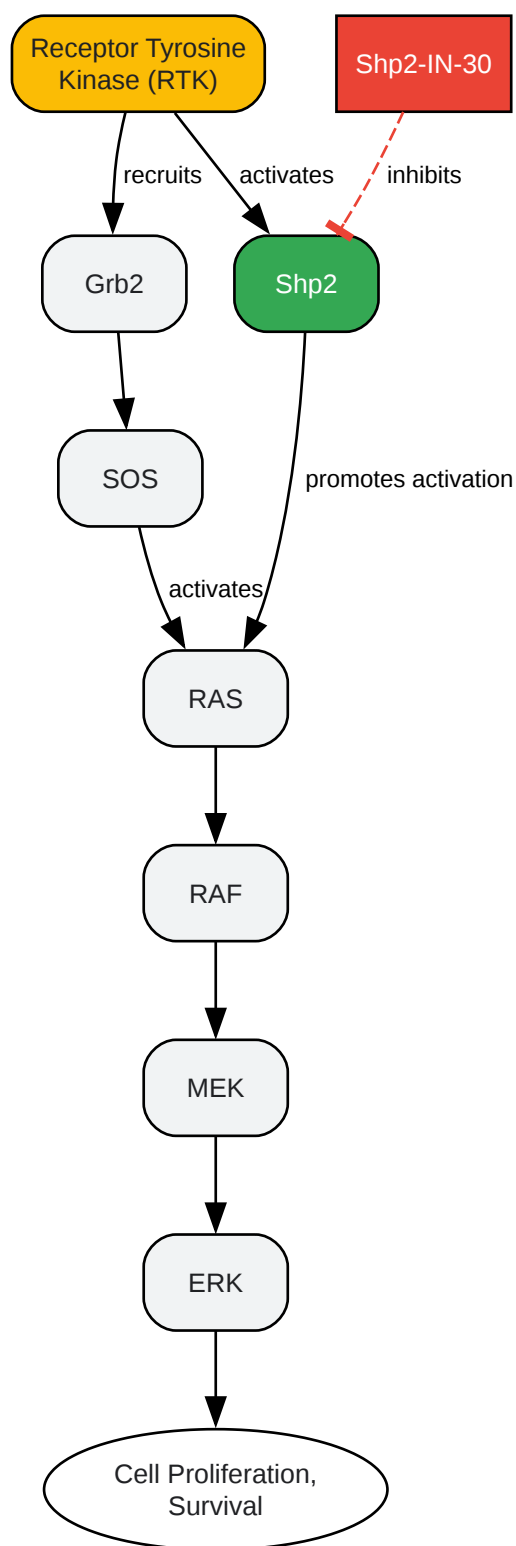 Receptor Tyrosine
Kinase (RTK)
Shp2-IN-30
recruits
activates
inhibits
Grb2
Shp2
SOS
promotes activation
activates
RAS
RAF
MEK
ERK
Cell Proliferation,
Survival